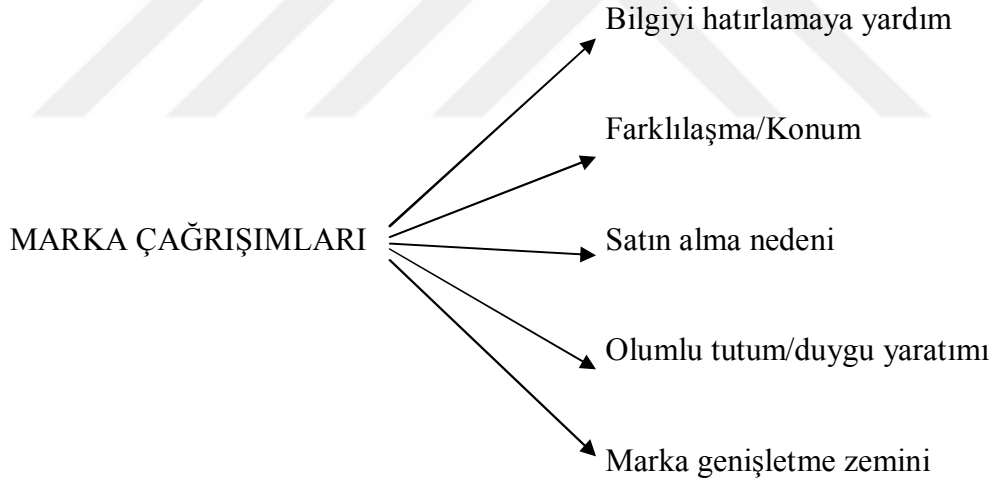 Bilgiyi hatırlamaya yardım
Farklılaşma/Konum
MARKA ÇAĞRIŞIMLARI
Satın alma nedeni
Olumlu tutum/duygu yaratımı
Marka genişletme zemini